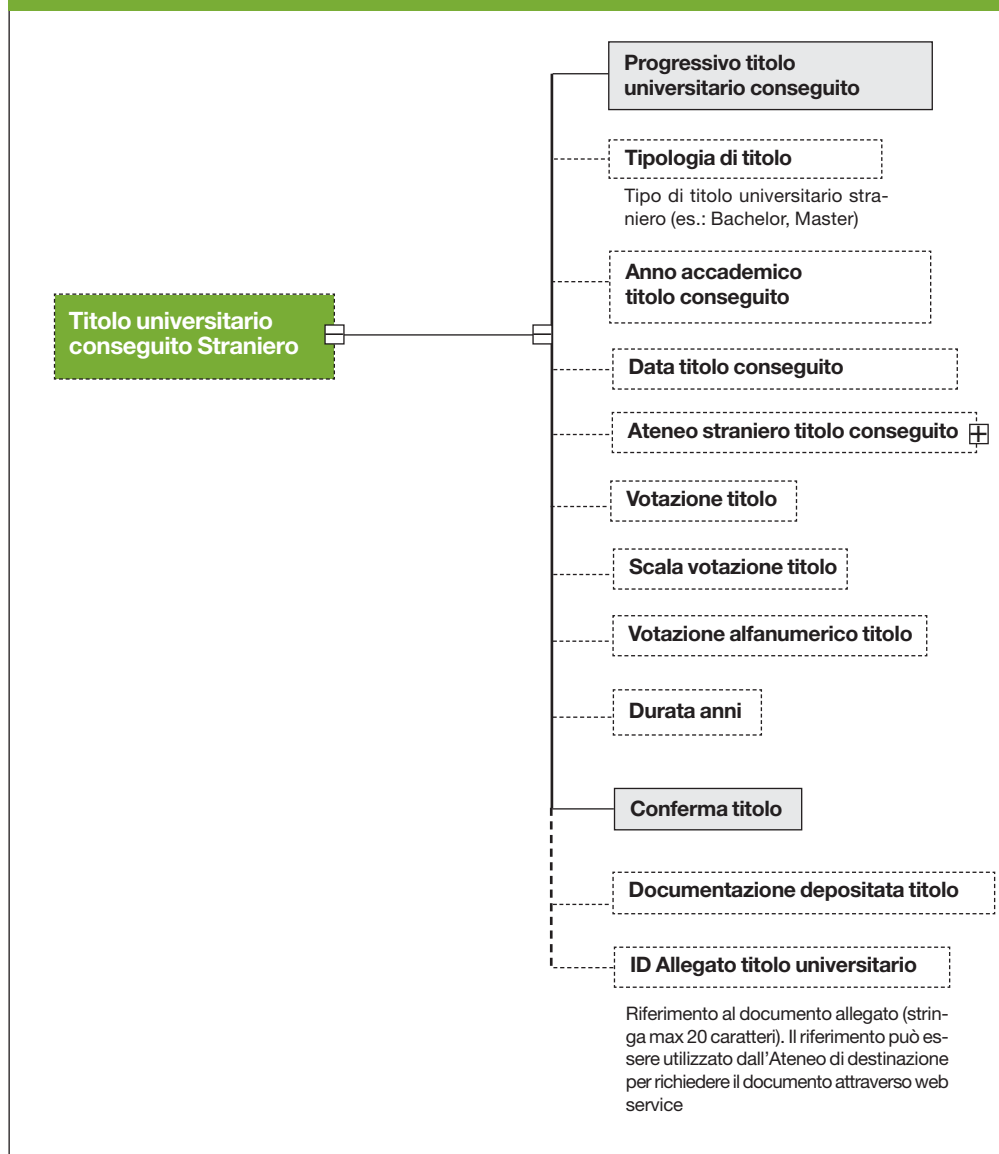 Progressivo titolo
universitario conseguito
Tipologia di titolo
Tipo di titolo universitario stra-
niero (es.: Bachelor, Master)
Anno accademico
titolo conseguito
Titolo universitario
conseguito Straniero
Data titolo conseguito
Ateneo straniero titolo conseguito
Votazione titolo
Scala votazione titolo
Votazione alfanumerico titolo
Durata anni
Conferma titolo
Documentazione depositata titolo
ID Allegato titolo universitario
Riferimento al documento allegato (strin-
ga max 20 caratteri). Il riferimento può es-
sere utilizzato dall'Ateneo di destinazione
per richiedere il documento attraverso web
service